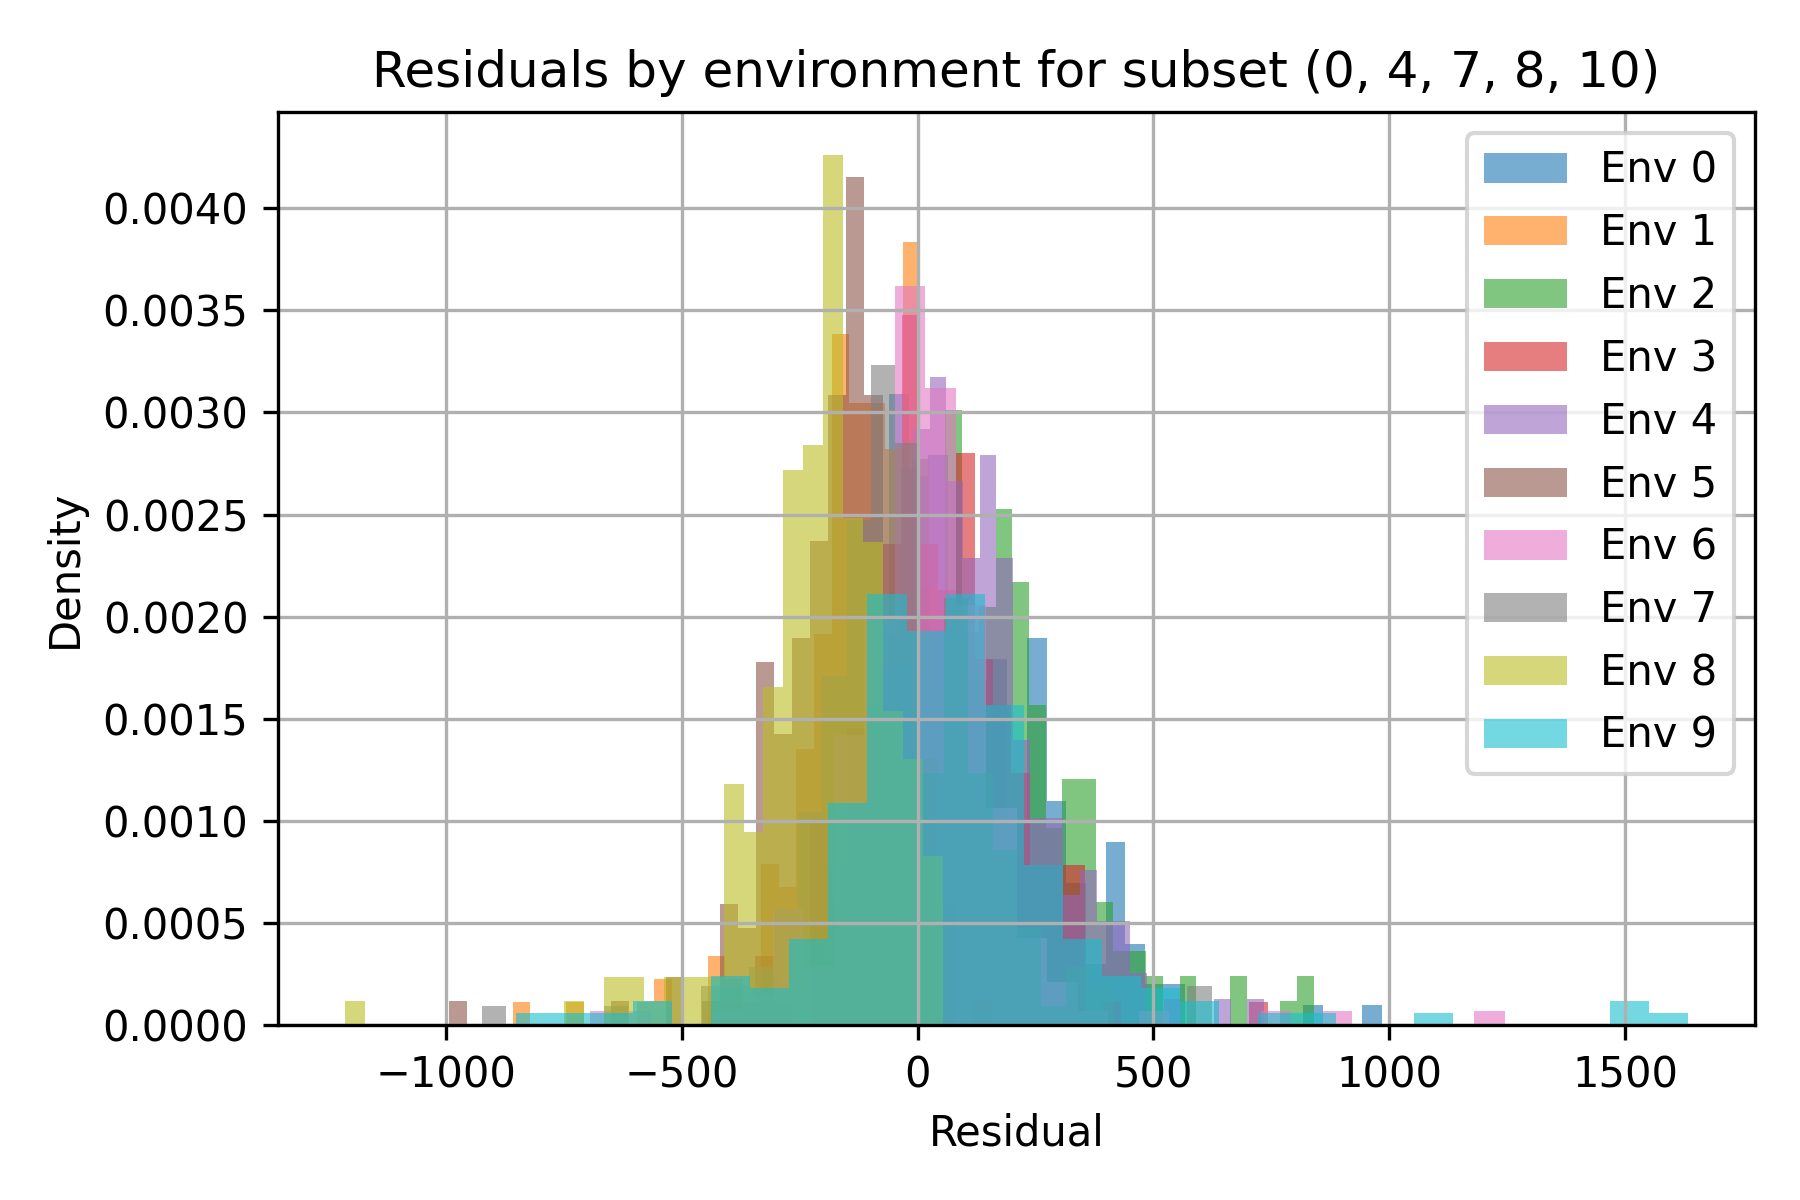 Residuals by environment for subset (0, 4, 7, 8, 10)
Density
0.0040
0.0035
0.0030
0.0025
0.0020
0.0015
0.0010
0.0005
0.0000
−1000
−500
0
500
1000
1500
Residual
Env 0
Env 1
Env 2
Env 3
Env 4
Env 5
Env 6
Env 7
Env 8
Env 9